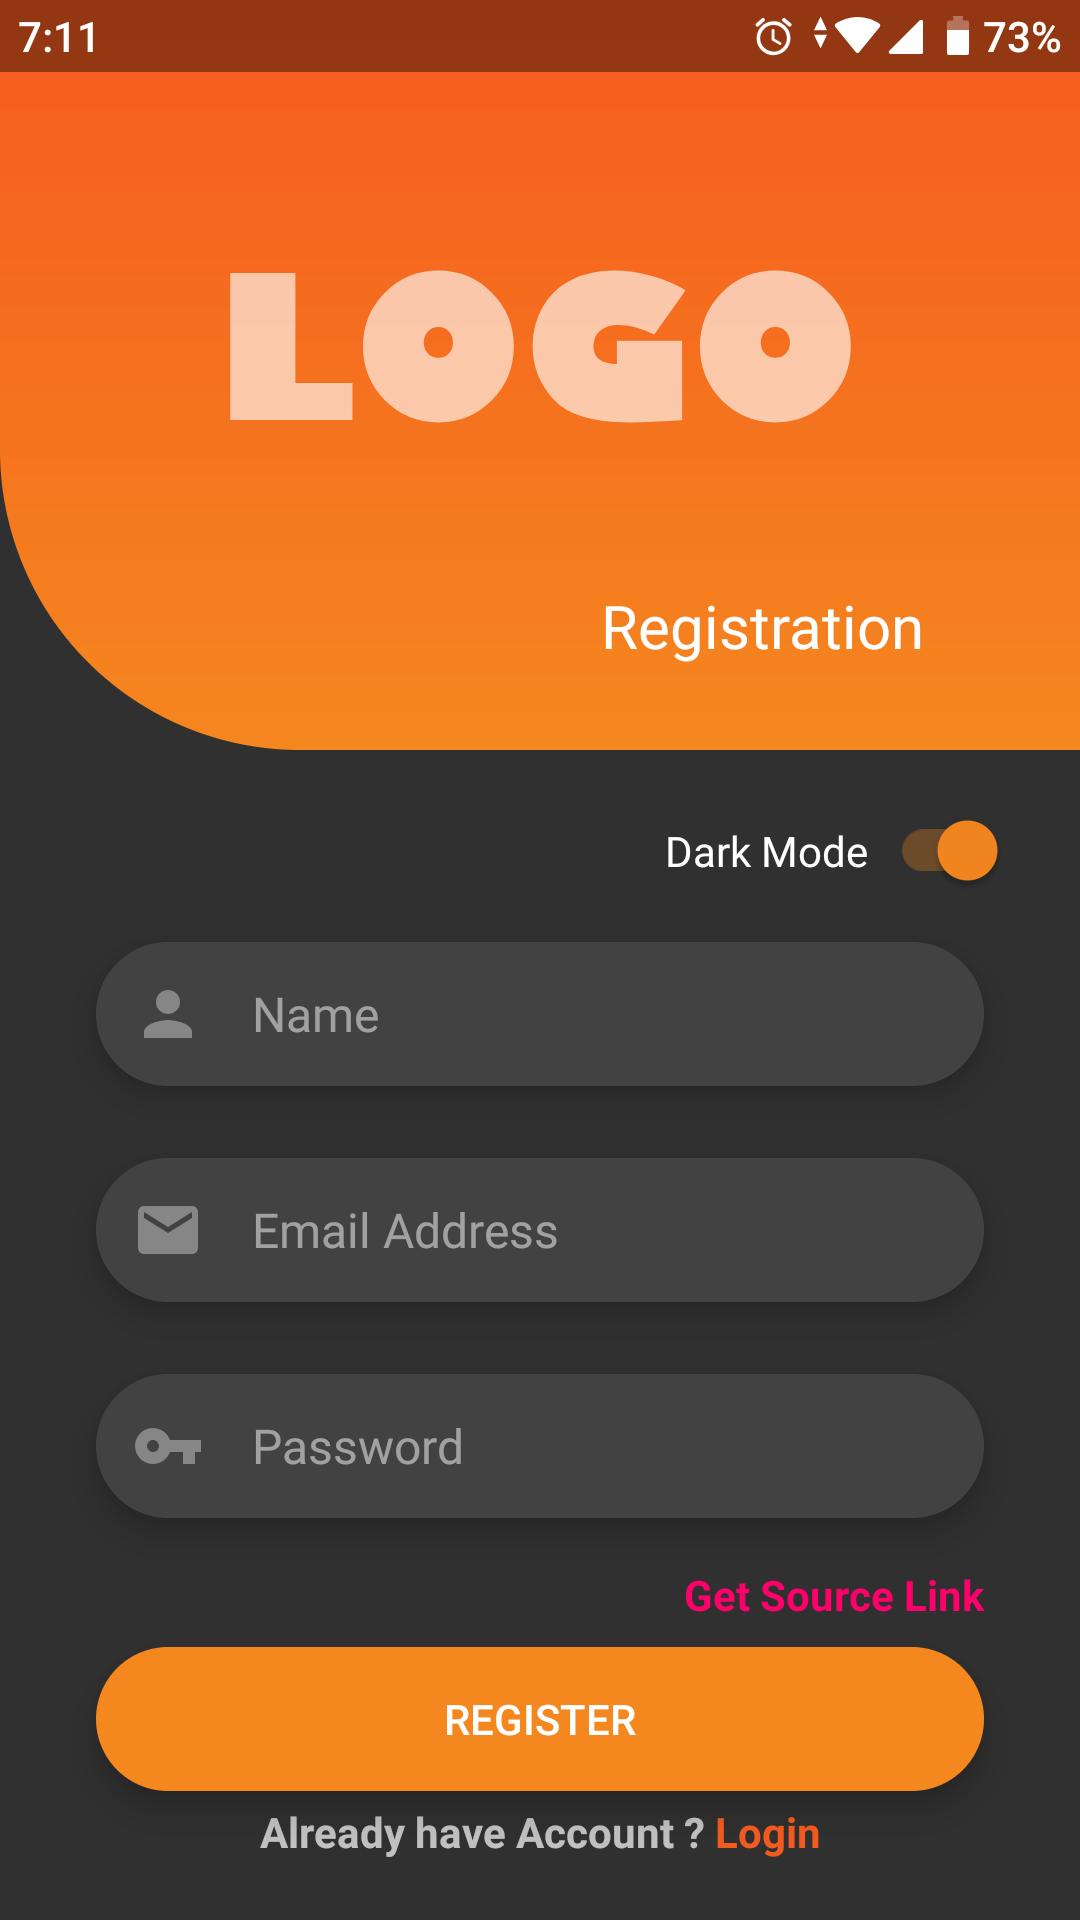 7:11 73%
LOGO
Registration
Dark Mode
Name
Email Address
Password
Get Source Link
REGISTER
Already have Account ? Login